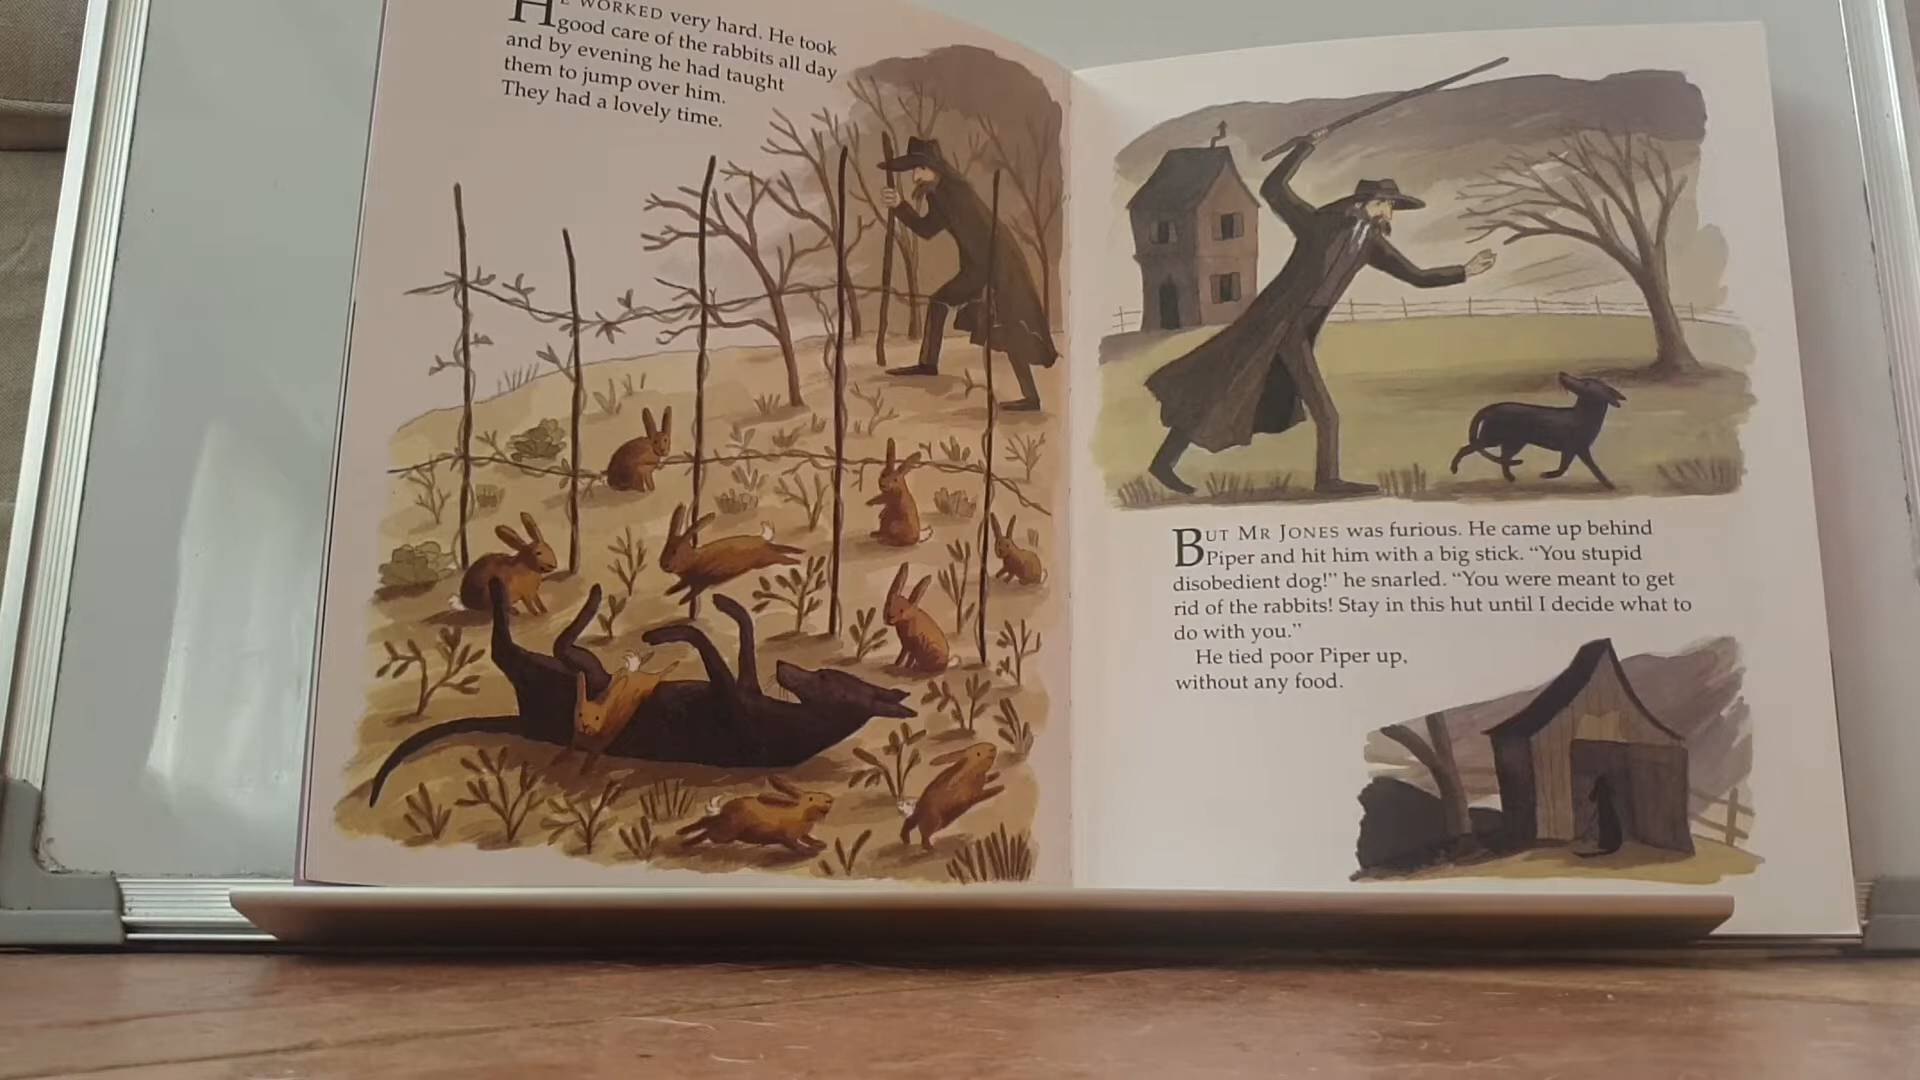 HE WORKED very hard. He took
good care of the rabbits all day
and by evening he had taught
them to jump over him.
They had a lovely time.
BUT MR JONES was furious. He came up behind
Piper and hit him with a big stick. “You stupid
disobedient dog!” he snarled. “You were meant to get
rid of the rabbits! Stay in this hut until I decide what to
do with you.”
He tied poor Piper up,
without any food.